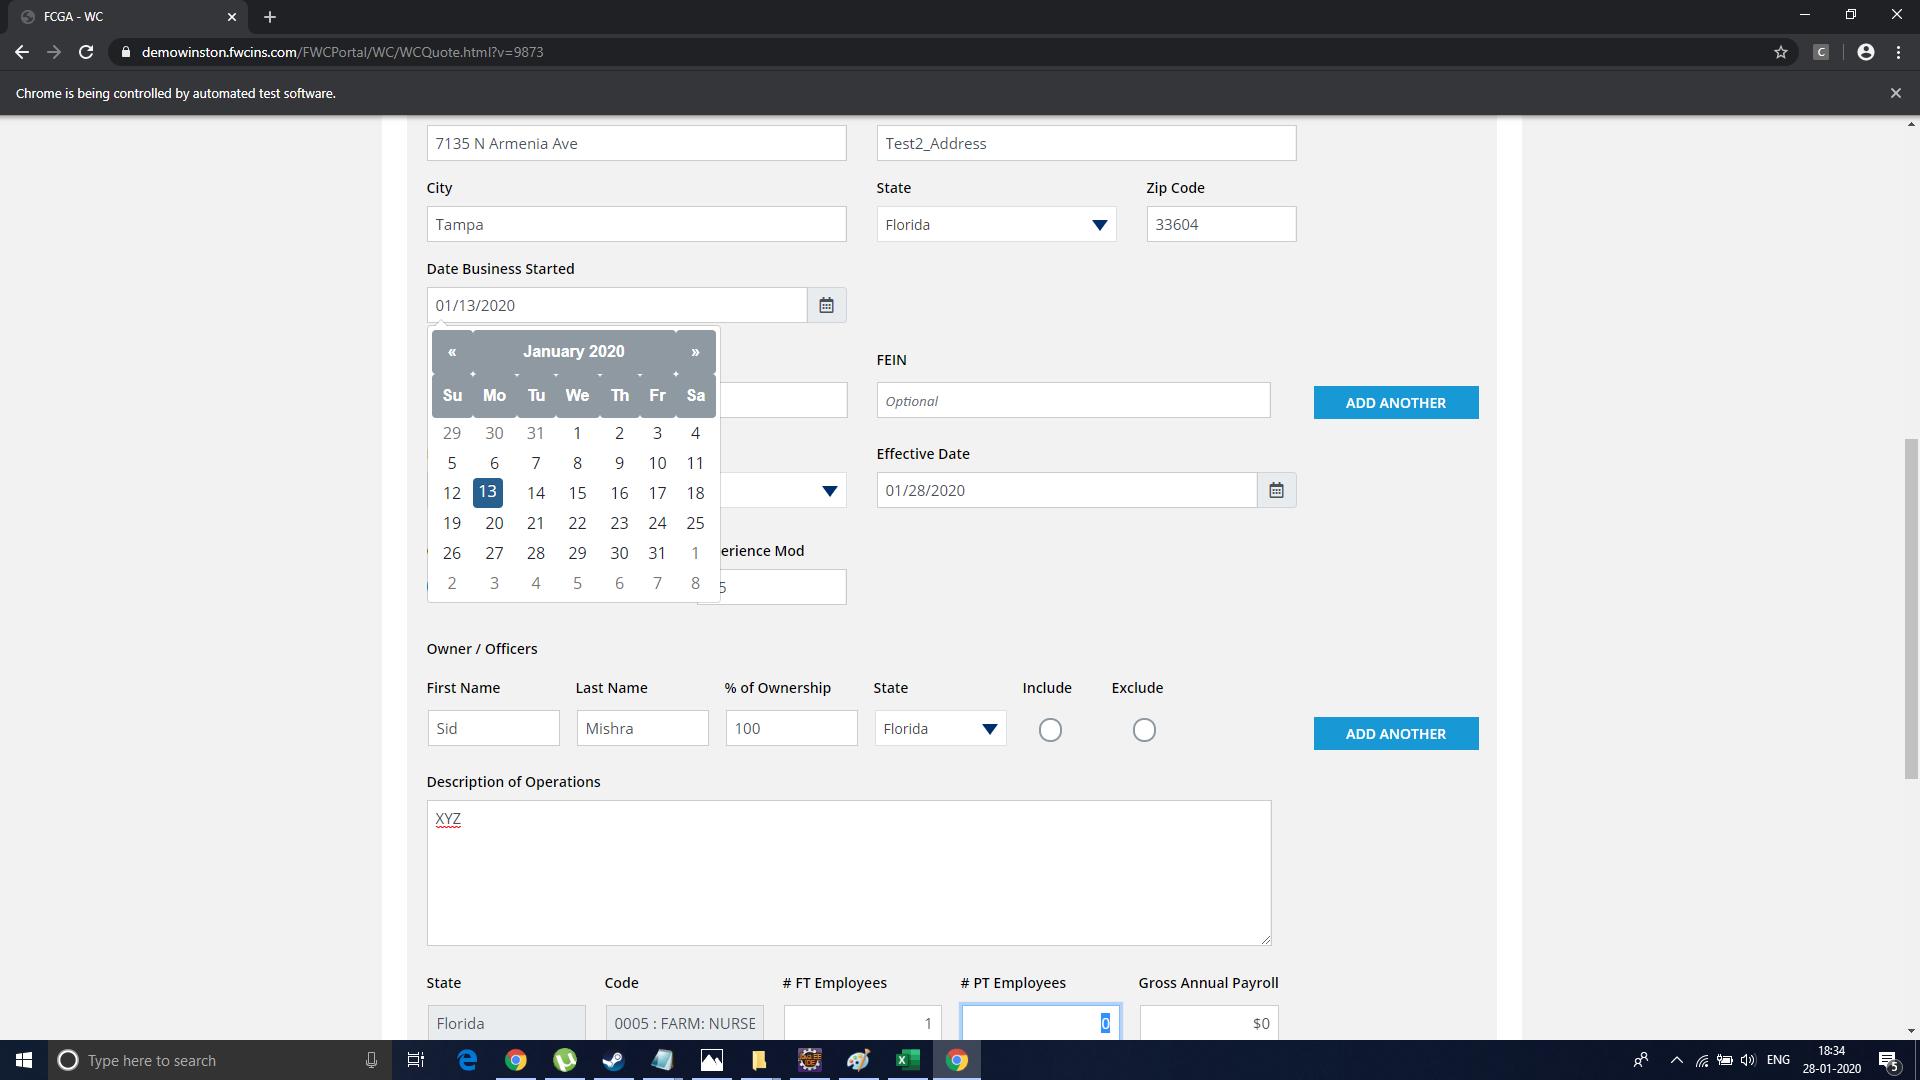 FCGA - WC
demowinston.fwcins.com/FWCPortal/WC/WCQuote.html?v=9873
C
Chrome is being controlled by automated test software.
7135 N Armenia Ave Test2_Address
City State Zip Code
Tampa Florida 33604
Date Business Started
01/13/2020
« January 2020 »
Su Mo Tu We Th Fr Sa
29 30 31 1 2 3 4
5 6 7 8 9 10 11
12 13 14 15 16 17 18
19 20 21 22 23 24 25
26 27 28 29 30 31 1
2 3 4 5 6 7 8
FEIN
Optional ADD ANOTHER
Effective Date
01/28/2020
erience Mod
5
Owner / Officers
First Name Last Name % of Ownership State Include Exclude
Sid Mishra 100 Florida ADD ANOTHER
Description of Operations
XYZ
State Code # FT Employees # PT Employees Gross Annual Payroll
Florida 0005 : FARM: NURSE 1 0 $0
Type here to search
ENG
18:34
28-01-2020
5